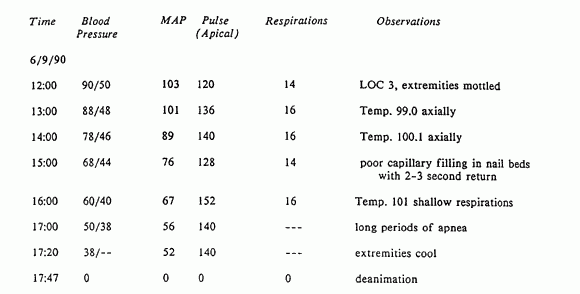 Time Blood Pressure MAP Pulse (Apical) Respirations Observations
6/9/90
12:00 90/50 103 120 14 LOC 3, extremities mottled
13:00 88/48 101 136 16 Temp. 99.0 axially
14:00 78/46 89 140 16 Temp. 100.1 axially
15:00 68/44 76 128 14 poor capillary filling in nail beds
with 2-3 second return
16:00 60/40 67 152 16 Temp. 101 shallow respirations
17:00 50/38 56 140 --- long periods of apnea
17:20 38/-- 52 140 --- extremities cool
17:47 0 0 0 0 deanimation